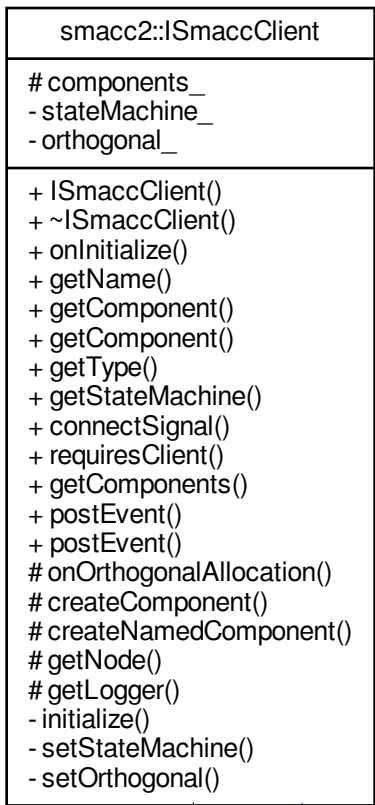 smacc2::ISmaccClient
# components_
- stateMachine_
- orthogonal_
+ ISmaccClient()
+ ~ISmaccClient()
+ onInitialize()
+ getName()
+ getComponent()
+ getComponent()
+ getType()
+ getStateMachine()
+ connectSignal()
+ requiresClient()
+ getComponents()
+ postEvent()
+ postEvent()
# onOrthogonalAllocation()
# createComponent()
# createNamedComponent()
# getNode()
# getLogger()
- initialize()
- setStateMachine()
- setOrthogonal()